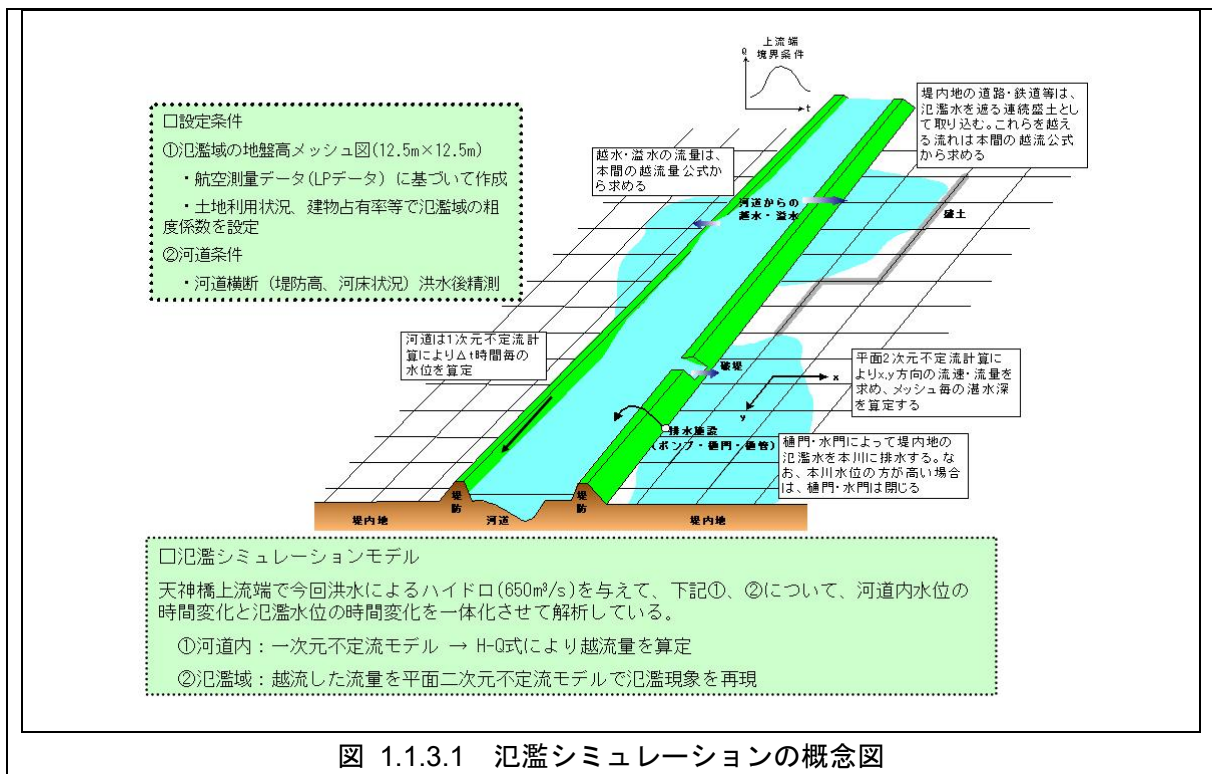 上流端
境界条件
Q
t
□設定条件
①氾濫域の地盤高メッシュ図(12.5m×12.5m)
・航空測量データ(LPデータ) に基づいて作成
・土地利用状況、建物占有率等で氾濫域の粗
度係数を設定
②河道条件
・河道横断 (堤防高、河床状況) 洪水後精測
堤内地の道路・鉄道等は、
氾濫水を遮る連続盛土とし
て取り込む。これらを越え
る流れは本間の越流公式
から求める
越水・溢水の流量は、
本間の越流量公式か
ら求める
河道からの
越水・溢水
盛土
河道は1次元不定流計
算によりΔt時間毎の
水位を算定
破堤
x
y
平面2次元不定流計算に
よりx,y方向の流速・流量を
求め、メッシュ毎の湛水深
を算定する
排水施設
(ポンプ・樋門・樋管)
樋門・水門によって堤内地の
氾濫水を本川に排水する。な
お、本川水位の方が高い場合
は、樋門・水門は閉じる
堤内地
堤防
河道
堤防
堤内地
□氾濫シミュレーションモデル
天神橋上流端で今回洪水によるハイドロ(650m³/s)を与えて、下記①、②について、河道内水位の
時間変化と氾濫水位の時間変化を一体化させて解析している。
①河道内：一次元不定流モデル → H-Q式により越流量を算定
②氾濫域：越流した流量を平面二次元不定流モデルで氾濫現象を再現
図 1.1.3.1 氾濫シミュレーションの概念図